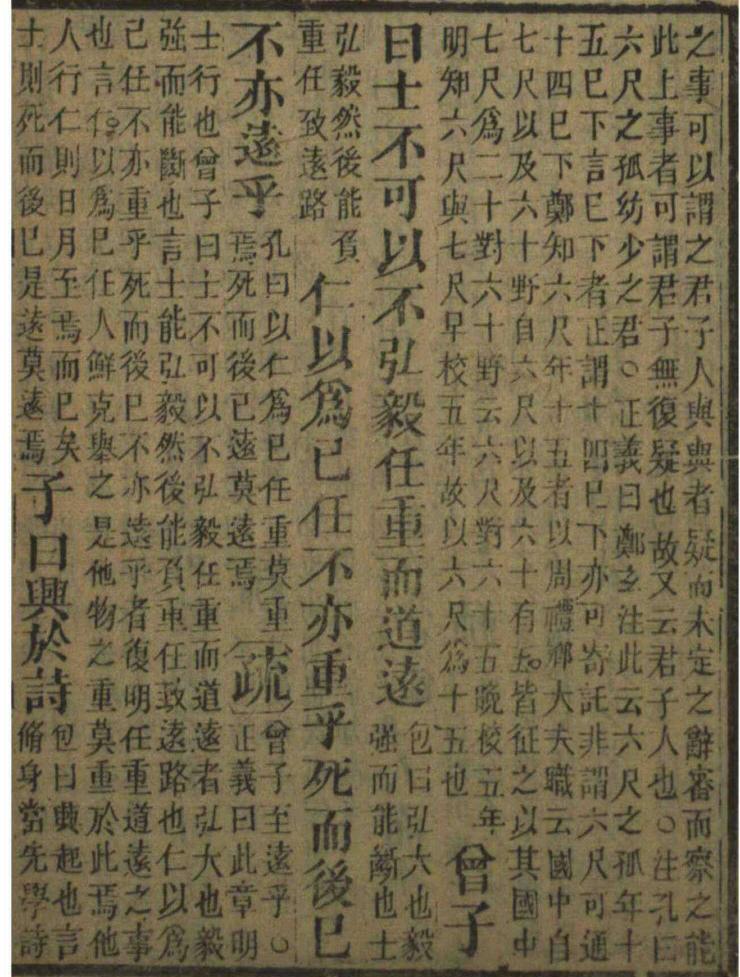 之事可以謂之君子人與與者疑而未定之辭審而察之能
此上事者可謂君子無復疑也故又云君子人也○注孔曰
六尺之孤幼少之君○正義曰鄭玄注此云六尺之孤年十
五巳下言巳下者正謂十四巳下亦可寄託非謂六尺可通
十四巳下鄭知六尺年十五者以周禮鄉大夫職云國中自
七尺以及六十野自六尺以及六十有五皆征之以其國中
七尺爲二十對六十野云六尺對六十五晚校五年
明知六尺與七尺早校五年故以六尺爲十五也
曾子
曰士不可以不弘毅任重而道遠
包曰弘大也毅
強而能斷也士
弘毅然後能負
重任致遠路
仁以爲已任不亦重乎死而後已
不亦遠乎
孔曰以仁爲已任重莫重
焉死而後已遠莫遠焉
疏
曾子至遠乎○
正義曰此章明
士行也曾子曰士不可以不弘毅任重而道遠者弘大也毅
強而能斷也言士能弘毅然後能負重任致遠路也仁以爲
己任不亦重乎死而後巳不亦遠乎者復明任重道遠之事
也言仁以爲巳任人鮮克舉之是他物之重莫重於此焉他
人行仁則日月至焉而巳矣
士則死而後巳是遠莫遠焉
子曰興於詩
包曰興起也言
脩身當先學詩